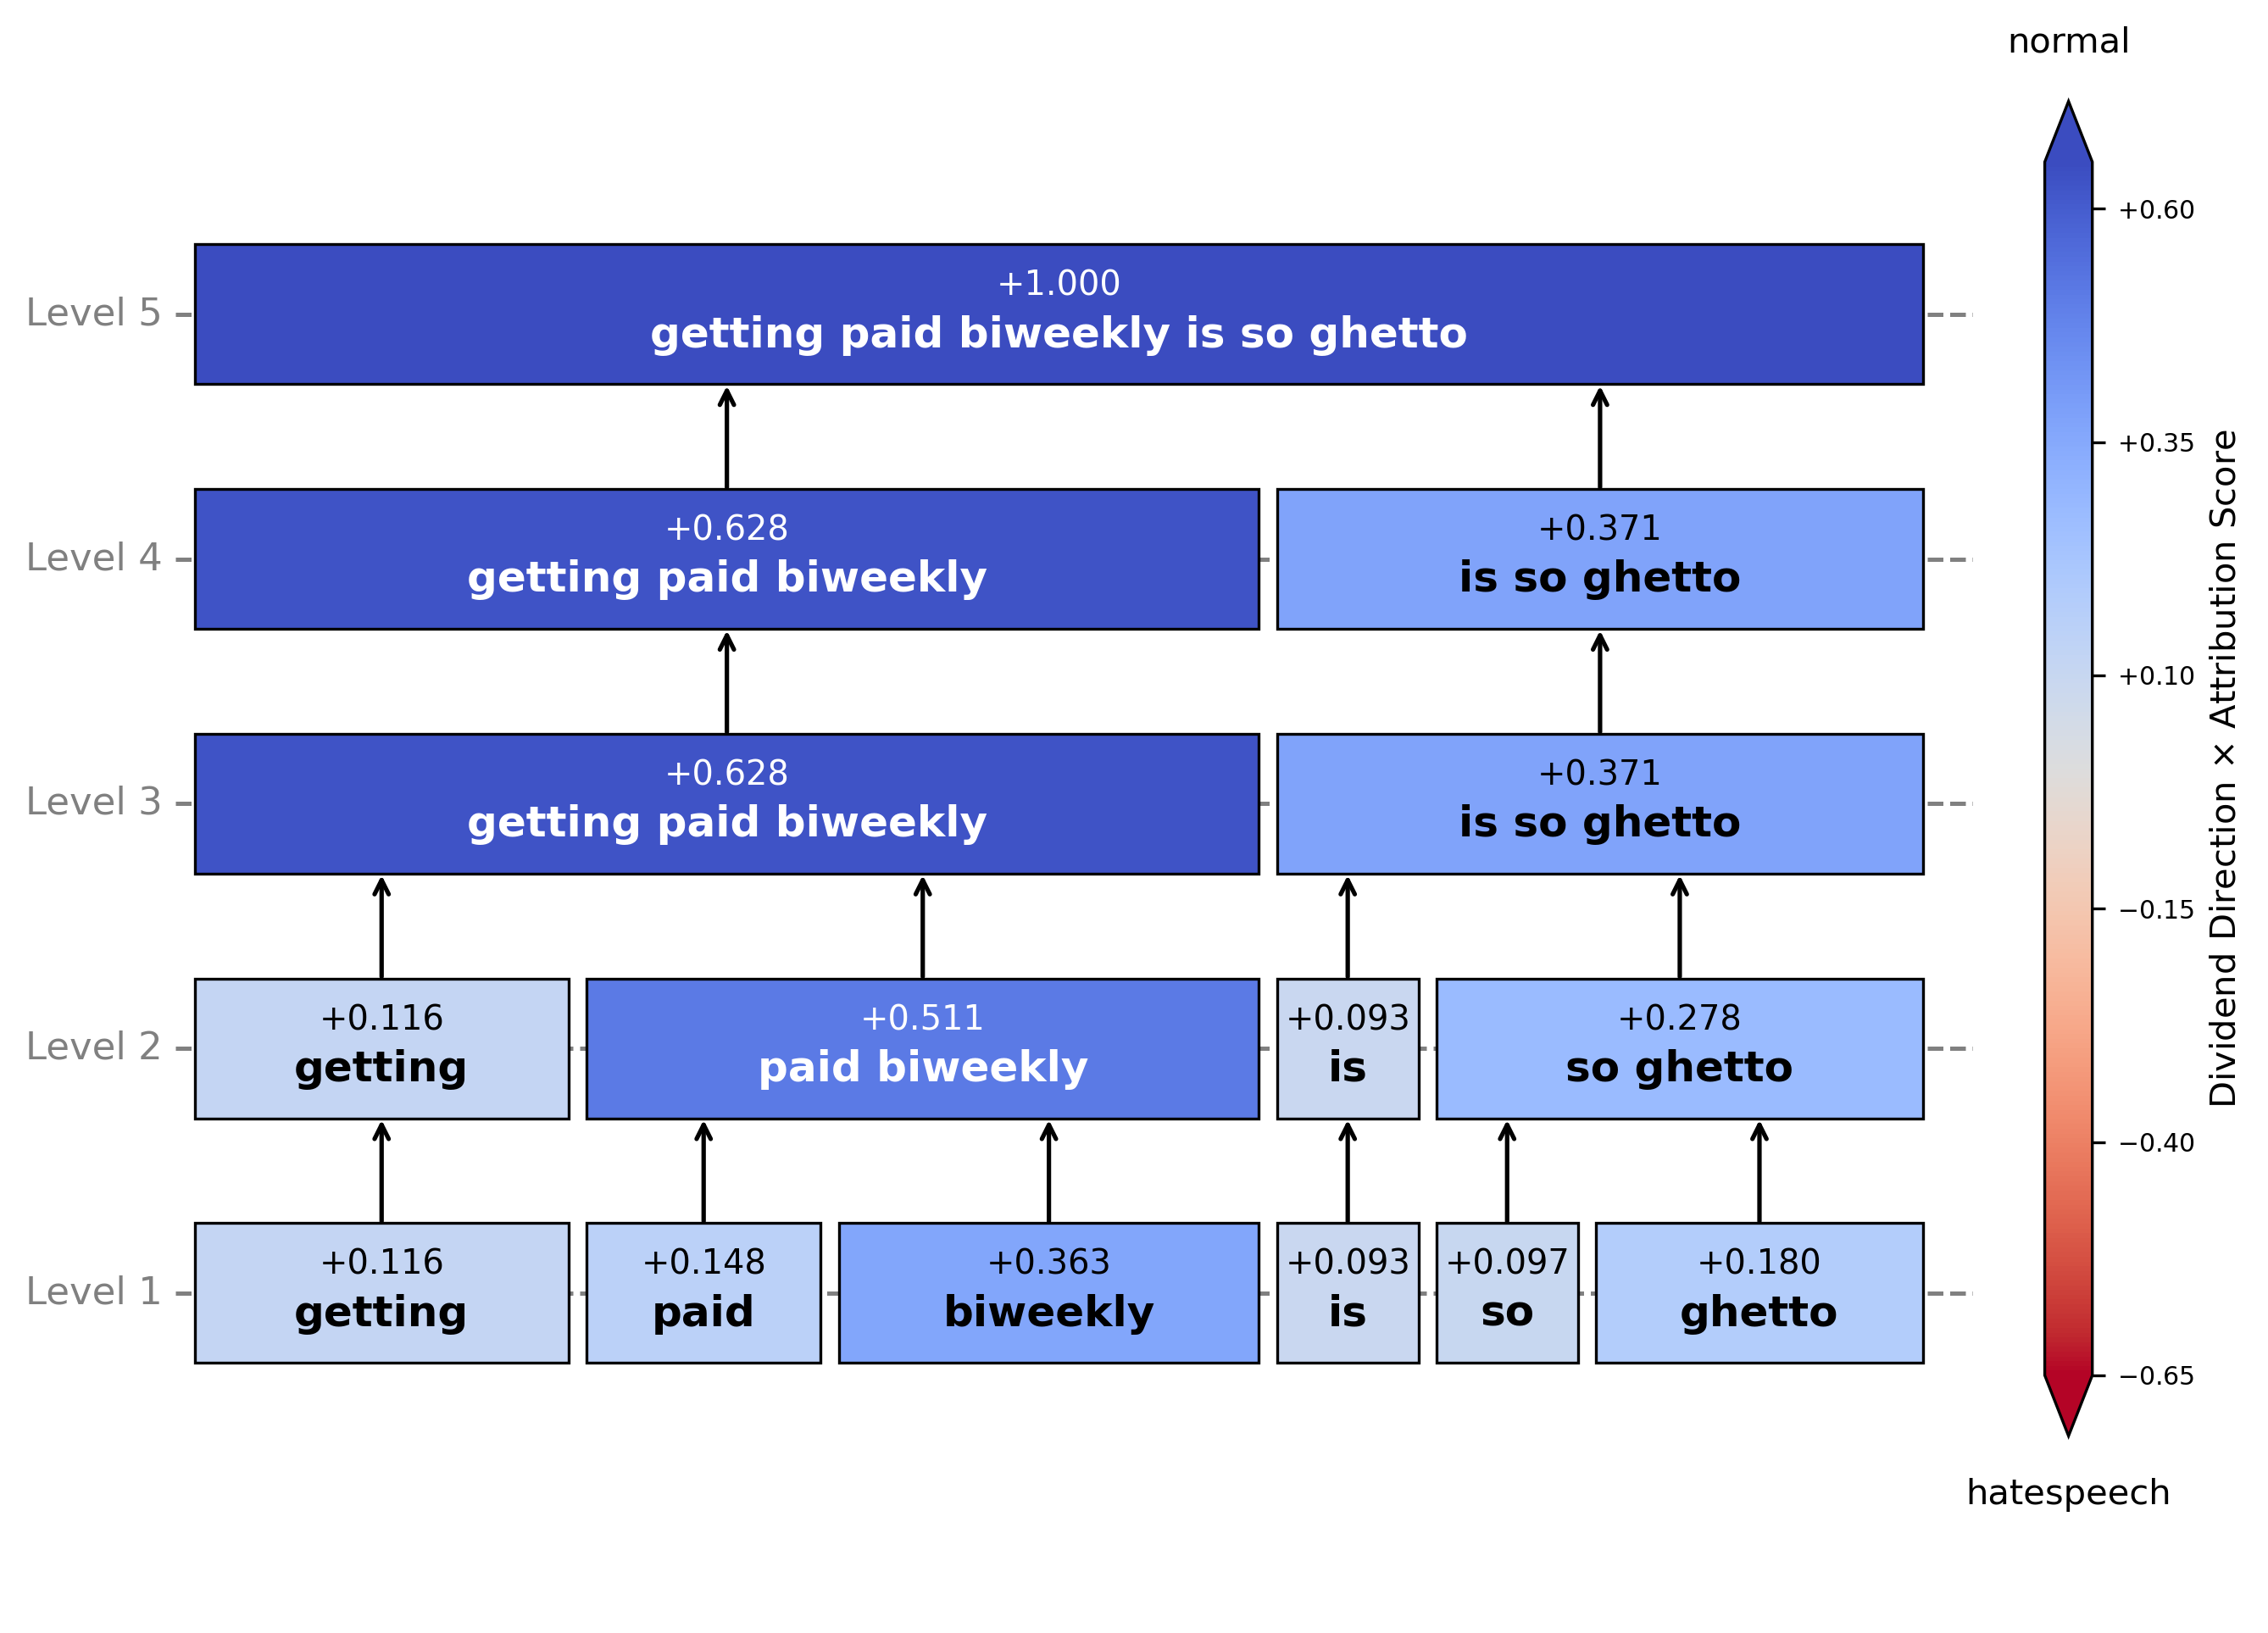 normal
Level 5
+1.000
getting paid biweekly is so ghetto
Level 4
+0.628
getting paid biweekly
+0.371
is so ghetto
Level 3
+0.628
getting paid biweekly
+0.371
is so ghetto
Level 2
+0.116
getting
+0.511
paid biweekly
+0.093
is
+0.278
so ghetto
Level 1
+0.116
getting
+0.148
paid
+0.363
biweekly
+0.093
is
+0.097
so
+0.180
ghetto
+0.60
+0.35
+0.10
−0.15
−0.40
−0.65
Dividend Direction × Attribution Score
hatespeech